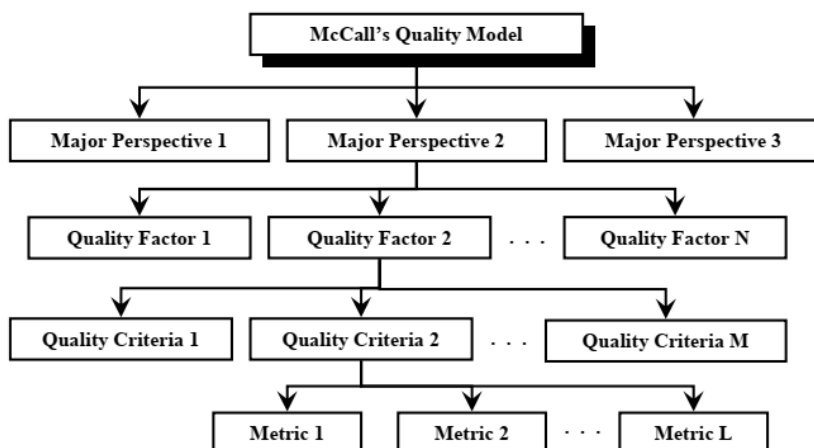 McCall’s Quality Model
Major Perspective 1
Major Perspective 2
Major Perspective 3
Quality Factor 1
Quality Factor 2
. . .
Quality Factor N
Quality Criteria 1
Quality Criteria 2
. . .
Quality Criteria M
Metric 1
Metric 2
. . .
Metric L